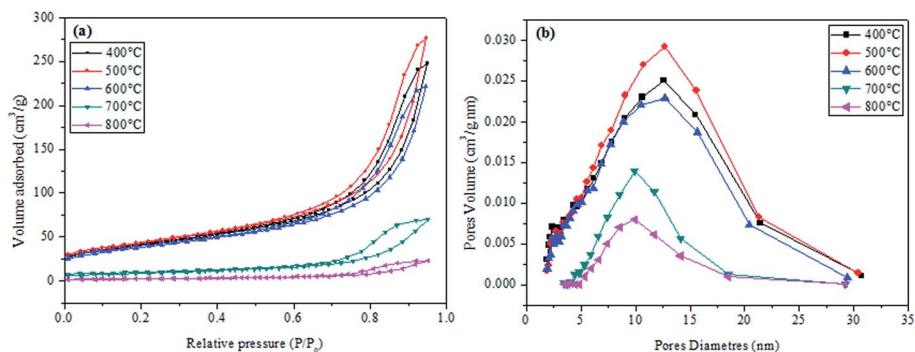 (a)
400°C
500°C
600°C
700°C
800°C
300
250
200
150
100
50
0
Volume adsorbed (cm³/g)
0.0
0.2
0.4
0.6
0.8
1.0
Relative pressure (P/P₀)
(b)
400°C
500°C
600°C
700°C
800°C
0.030
0.025
0.020
0.015
0.010
0.005
0.000
Pores Volume (cm³/g nm)
0
5
10
15
20
25
30
35
Pores Diametres (nm)